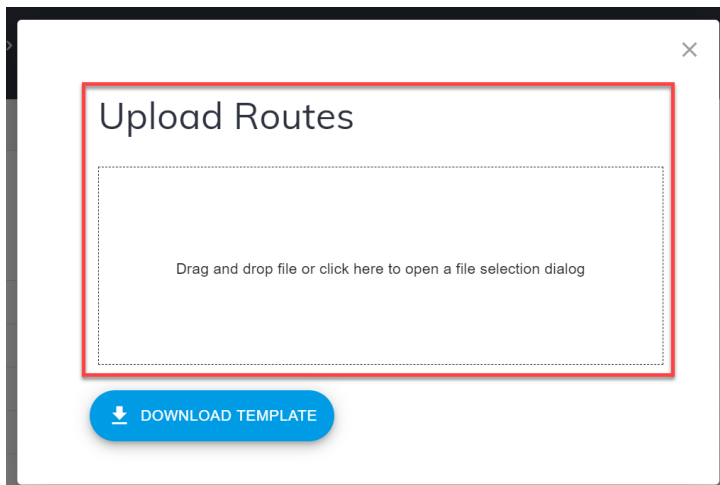 Upload Routes
Drag and drop file or click here to open a file selection dialog
DOWNLOAD TEMPLATE